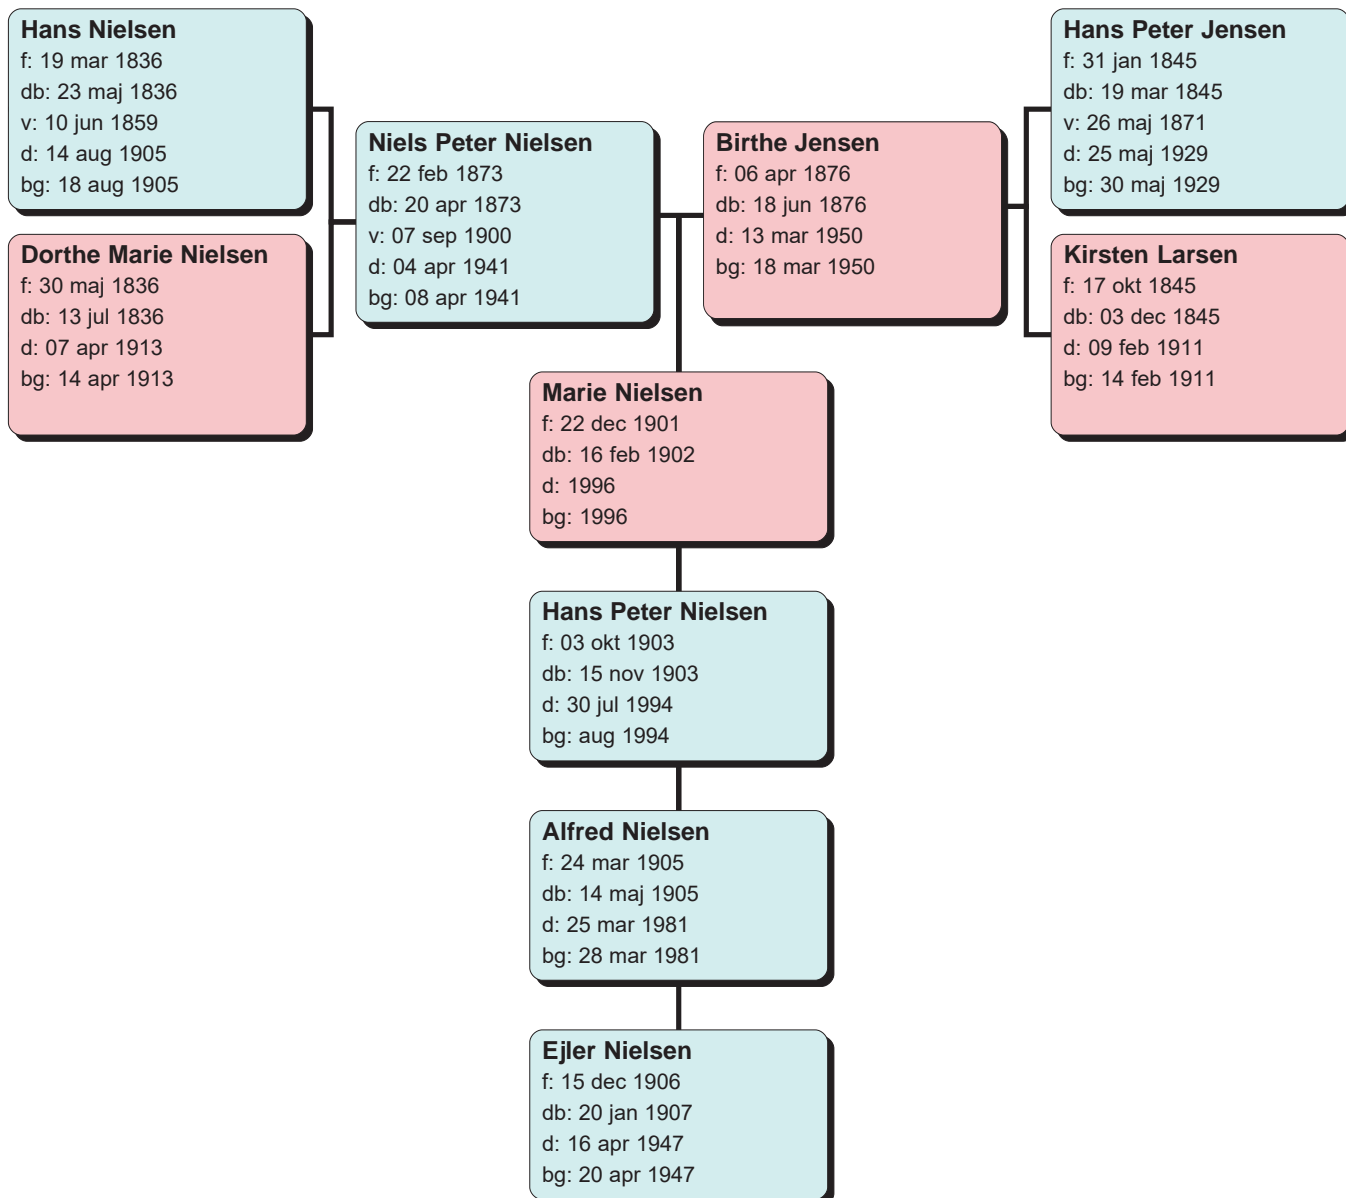 Hans Nielsen
f: 19 mar 1836
db: 23 maj 1836
v: 10 jun 1859
d: 14 aug 1905
bg: 18 aug 1905
Dorthe Marie Nielsen
f: 30 maj 1836
db: 13 jul 1836
d: 07 apr 1913
bg: 14 apr 1913
Niels Peter Nielsen
f: 22 feb 1873
db: 20 apr 1873
v: 07 sep 1900
d: 04 apr 1941
bg: 08 apr 1941
Birthe Jensen
f: 06 apr 1876
db: 18 jun 1876
d: 13 mar 1950
bg: 18 mar 1950
Hans Peter Jensen
f: 31 jan 1845
db: 19 mar 1845
v: 26 maj 1871
d: 25 maj 1929
bg: 30 maj 1929
Kirsten Larsen
f: 17 okt 1845
db: 03 dec 1845
d: 09 feb 1911
bg: 14 feb 1911
Marie Nielsen
f: 22 dec 1901
db: 16 feb 1902
d: 1996
bg: 1996
Hans Peter Nielsen
f: 03 okt 1903
db: 15 nov 1903
d: 30 jul 1994
bg: aug 1994
Alfred Nielsen
f: 24 mar 1905
db: 14 maj 1905
d: 25 mar 1981
bg: 28 mar 1981
Ejler Nielsen
f: 15 dec 1906
db: 20 jan 1907
d: 16 apr 1947
bg: 20 apr 1947